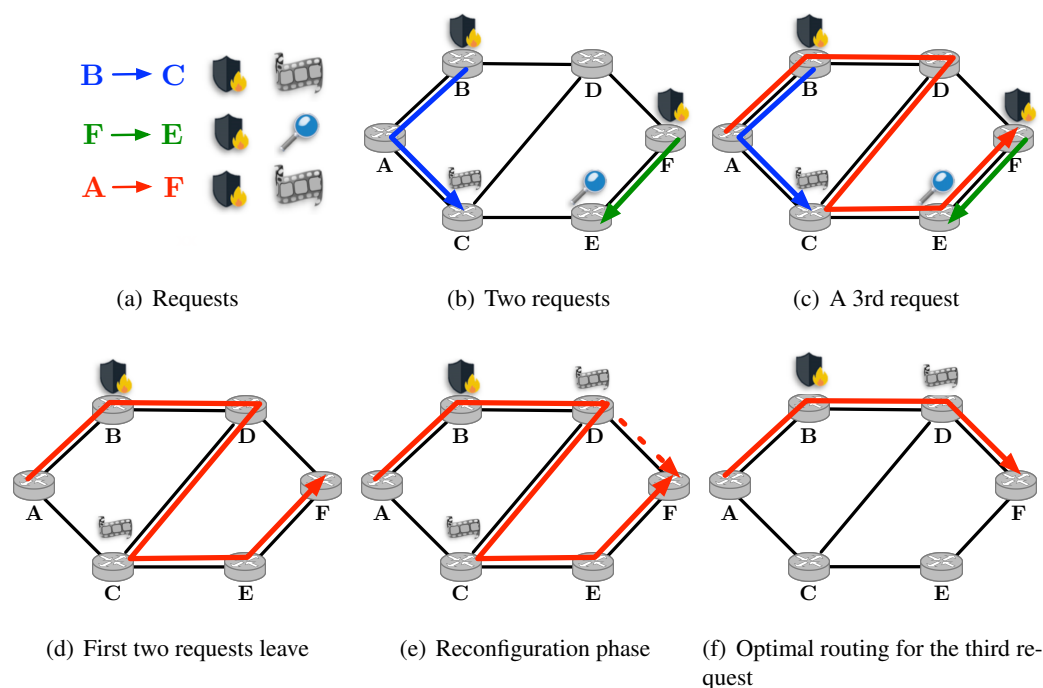 B C
F E
A F
(a) Requests
B
D
A
F
C
E
(b) Two requests
B
D
A
F
C
E
(c) A 3rd request
B
D
A
F
C
E
(d) First two requests leave
B
D
A
F
C
E
(e) Reconfiguration phase
B
D
A
F
C
E
(f) Optimal routing for the third re-
quest